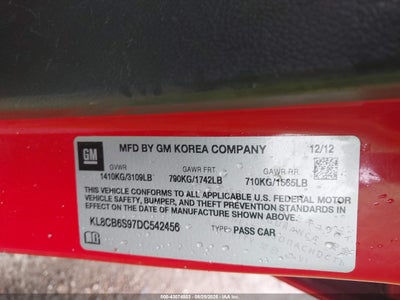 MFD BY GM KOREA COMPANY 12/12
GM
GVWR GAWR FRT GAWR RR
1410KG/3109LB 790KG/1742LB 710KG/1565LB
THIS VEHICLE CONFORMS TO ALL APPLICABLE U.S. FEDERAL MOTOR
VEHICLE SAFETY, BUMPER, AND THEFT PREVENTION STANDARDS IN
EFFECT ON THE DATE OF MANUFACTURE SHOWN ABOVE.
KL8CB6S97DC542456 TYPE: PASS CAR